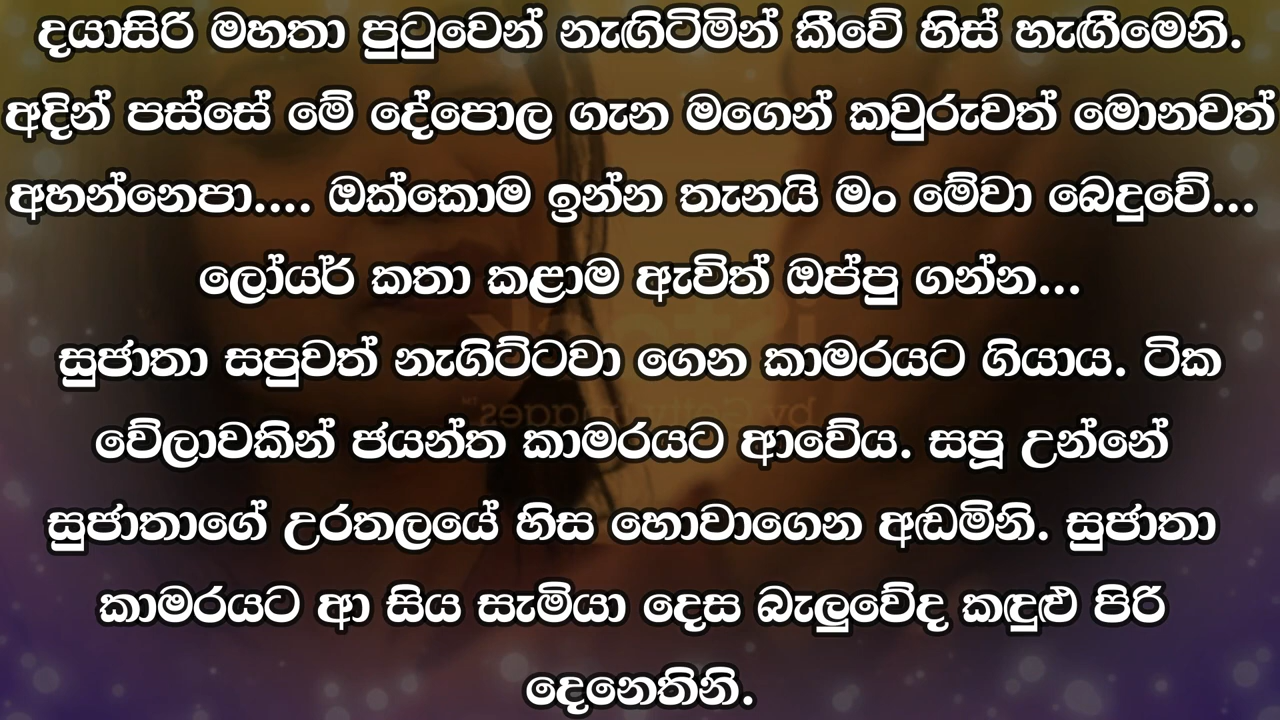 දයාසිරි මහතා පුටුවෙන් නැඟිටිමින් කීවේ හිස් හැඟීමෙනි.
අදින් පස්සේ මේ දේපොල ගැන මගෙන් කවුරුවත් මොනවත්
අහන්නෙපා.... ඔක්කොම ඉන්න තැනයි මං මේවා බෙදුවේ...
ලෝයර් කතා කළාම ඇවිත් ඔප්පු ගන්න...
සුජාතා සපුවත් නැගිට්ටවා ගෙන කාමරයට ගියාය. ටික
වේලාවකින් ජයන්ත කාමරයට ආවේය. සපූ උන්නේ
සුජාතාගේ උරතලයේ හිස හොවාගෙන අඬමිනි. සුජාතා
කාමරයට ආ සිය සැමියා දෙස බැලුවේද කඳුළු පිරි
දෙනෙතිනි.